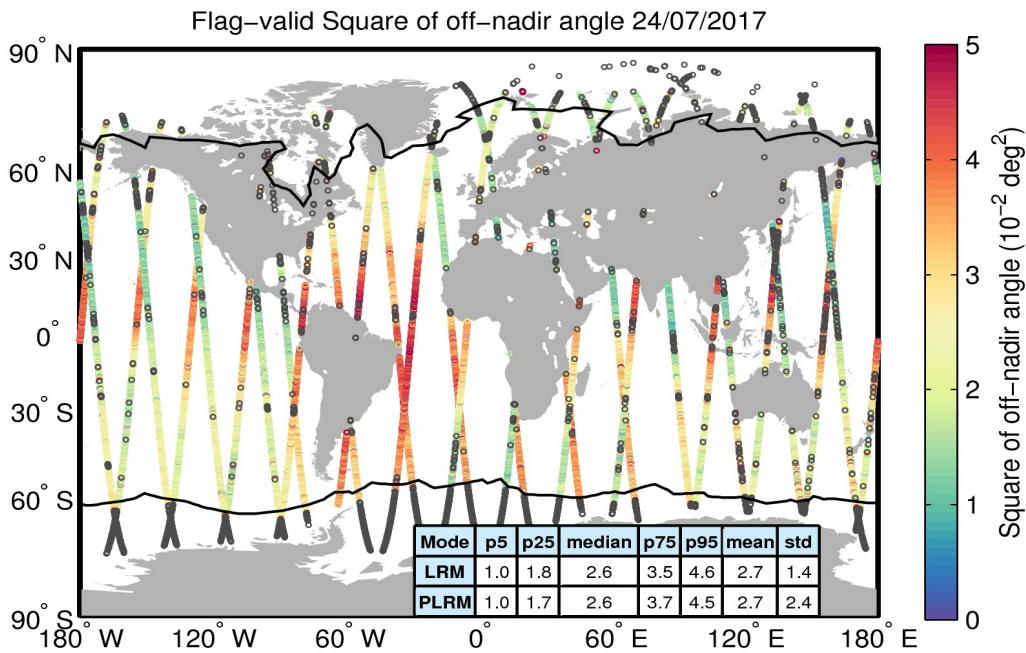 Flag−valid Square of off−nadir angle 24/07/2017
90° N
60° N
30° N
0°
30° S
60° S
90° S
180° W
120° W
60° W
0°
60° E
120° E
180° E
Mode p5 p25 median p75 p95 mean std
LRM 1.0 1.8 2.6 3.5 4.6 2.7 1.4
PLRM 1.0 1.7 2.6 3.7 4.5 2.7 2.4
5
4
3
2
1
0
Square of off−nadir angle (10⁻² deg²)